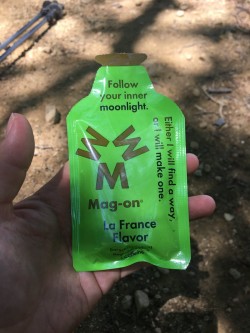 Follow
your inner
moonlight.
Either I will find a way,
or I will make one.
M
Mag-on®
La France
Flavor